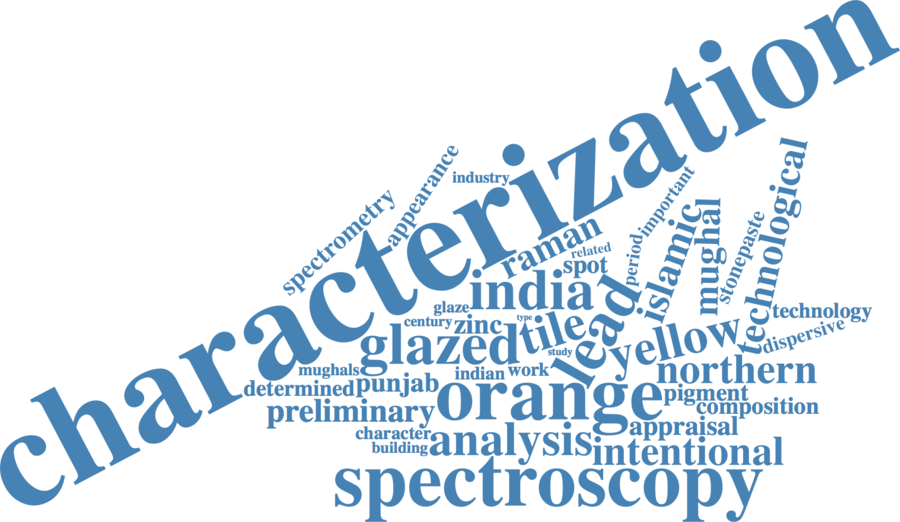 characterization
industry
appearance
spectrometry
important
technological
raman
related
spot
period
islamic
mughal
stonepaste
india
glaze
lead
technology
century
zinc
type
tile
yellow
dispersive
glazed
study
northern
mughals
indian
work
determined
punjab
orange
pigment
preliminary
composition
character
analysis
appraisal
building
intentional
spectroscopy